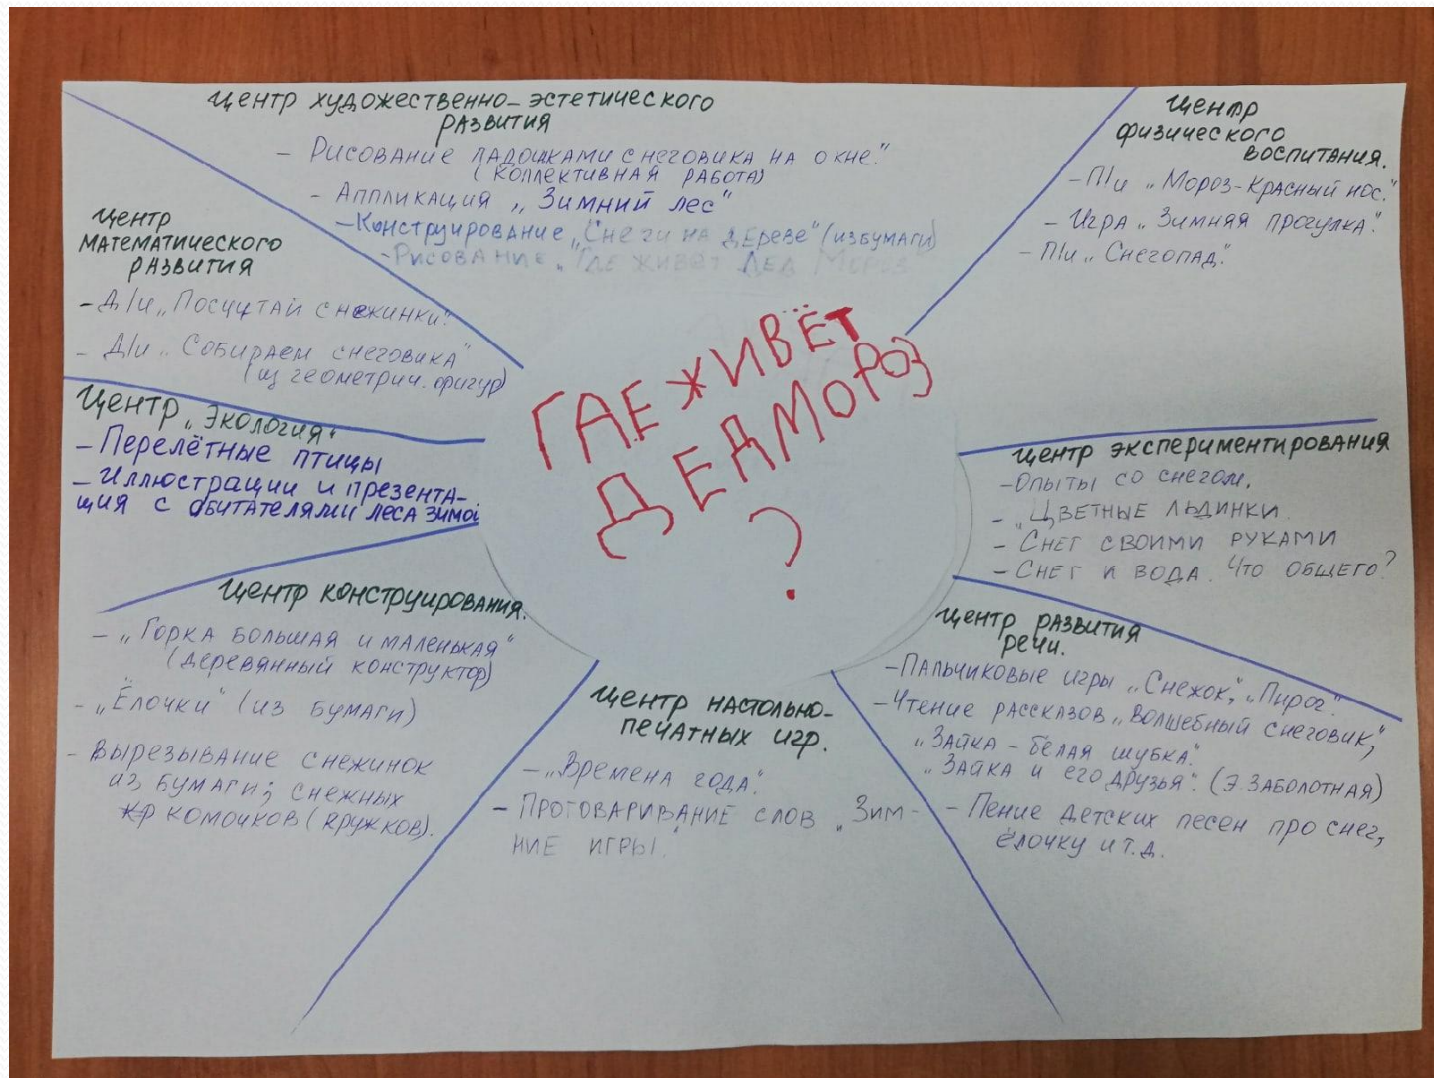 Центр художественно-эстетического
развития
- Рисование ладошками снеговика на окне."
(коллективная работа)
- Аппликация „Зимний лес"
- Конструирование „Снег на дереве" (из бумаги)
- Рисование „Где живёт Дед Мороз
Центр
физического
воспитания.
- П/и „Мороз-Красный нос."
- Игра „Зимняя прогулка."
- П/и „Снегопад."
Центр
математического
развития
- Д/и „Посчитай снежинки."
- Д/и „Собираем снеговика"
(из геометрич. фигур)
Центр „Экология"
- Перелётные птицы
- Иллюстрации и презента-
ция с обитателями леса зимой
ГДЕ ЖИВЁТ
ДЕД МОРОЗ
?
Центр экспериментирования
- Опыты со снегом.
- „Цветные льдинки.
- Снег своими руками
- Снег и вода. Что общего?
Центр конструирования.
- „Горка большая и маленькая"
(деревянный конструктор)
- „Ёлочки" (из бумаги)
- Вырезывание снежинок
из бумаги; снежных
комочков (кружков).
Центр настольно-
печатных игр.
- „Времена года."
- Проговаривание слов „Зим-
ние игры."
Центр развития
речи.
- Пальчиковые игры „Снежок", „Пирог."
- Чтение рассказов „Волшебный снеговик",
„Зайка - белая шубка."
„Зайка и его друзья". (Э. Заболотная)
- Пение детских песен про снег,
ёлочку и т.д.